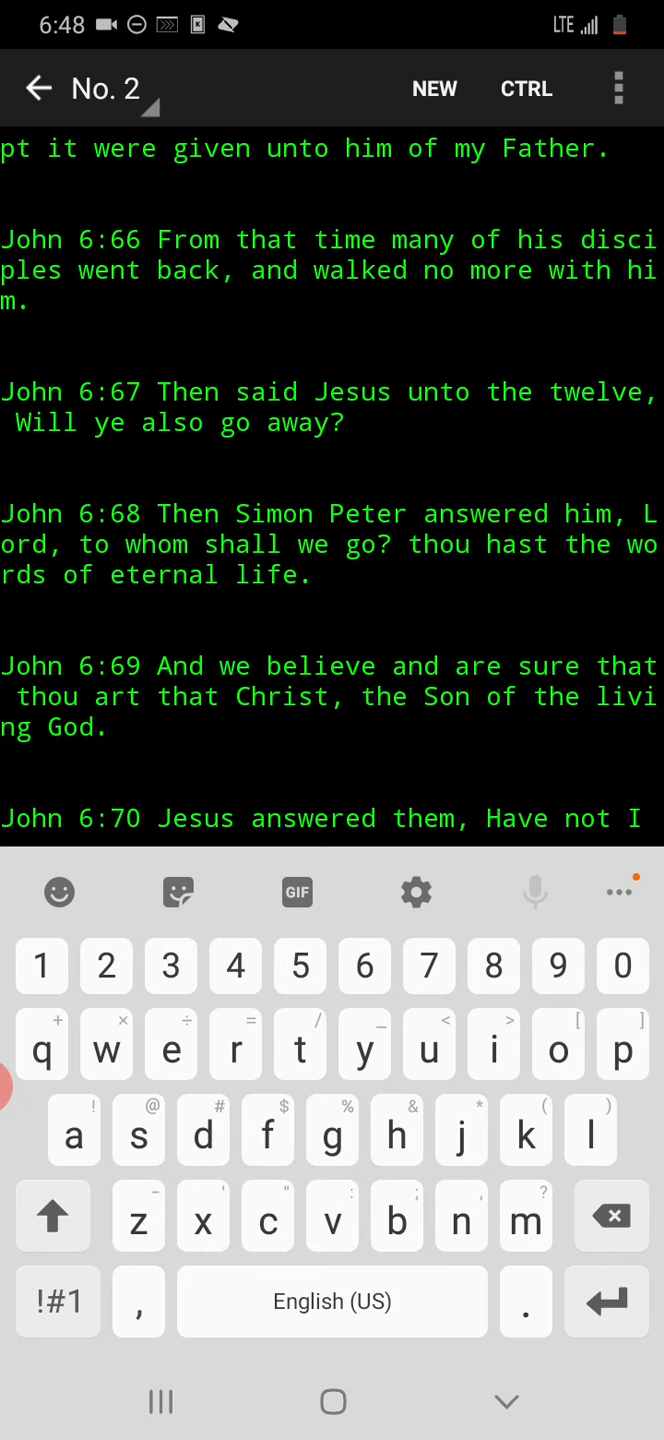 6:48 LTE
No. 2 NEW CTRL
pt it were given unto him of my Father.
John 6:66 From that time many of his disci
ples went back, and walked no more with hi
m.
John 6:67 Then said Jesus unto the twelve,
Will ye also go away?
John 6:68 Then Simon Peter answered him, L
ord, to whom shall we go? thou hast the wo
rds of eternal life.
John 6:69 And we believe and are sure that
thou art that Christ, the Son of the livi
ng God.
John 6:70 Jesus answered them, Have not I
GIF
1 2 3 4 5 6 7 8 9 0
+ × ÷ = / _ < > [ ]
q w e r t y u i o p
! @ # $ % & * ( )
a s d f g h j k l
- ' " : ; , ?
z x c v b n m
!#1 , English (US) .